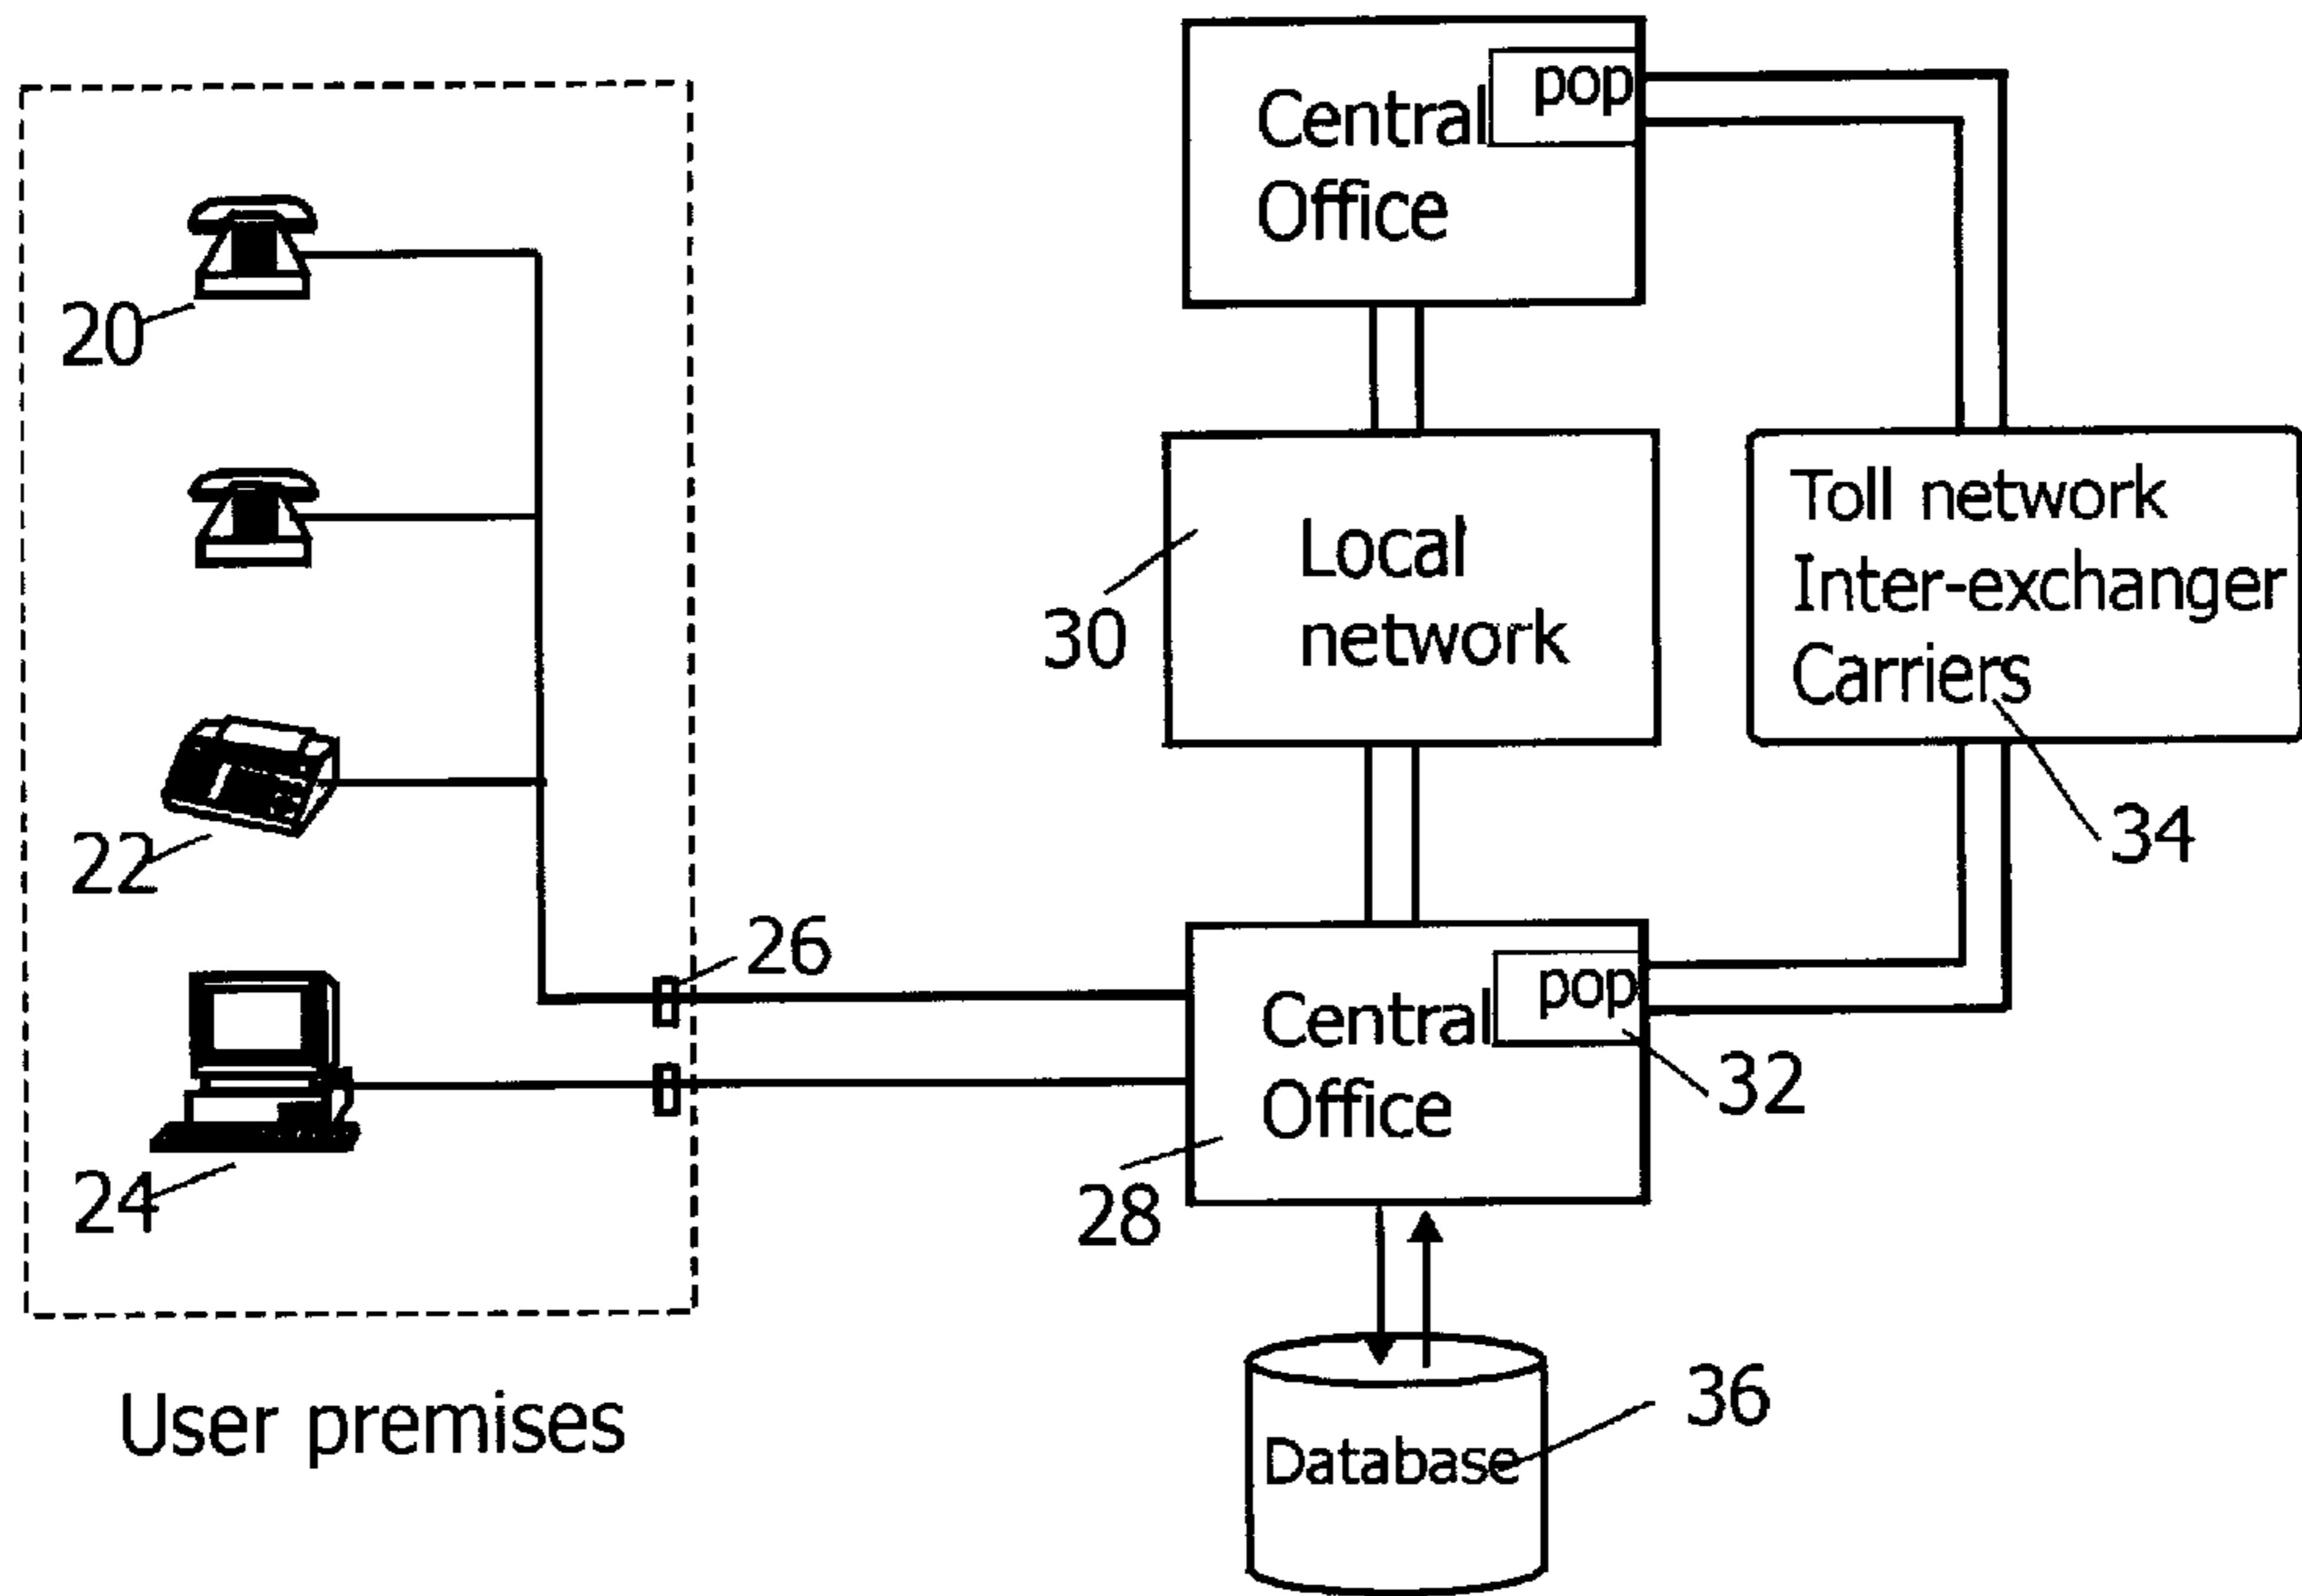 pop
Central
Office
20
Toll network
Inter-exchanger
Carriers
Local
network
30
34
22
26
pop
Central
Office
32
24
28
36
Database
User premises